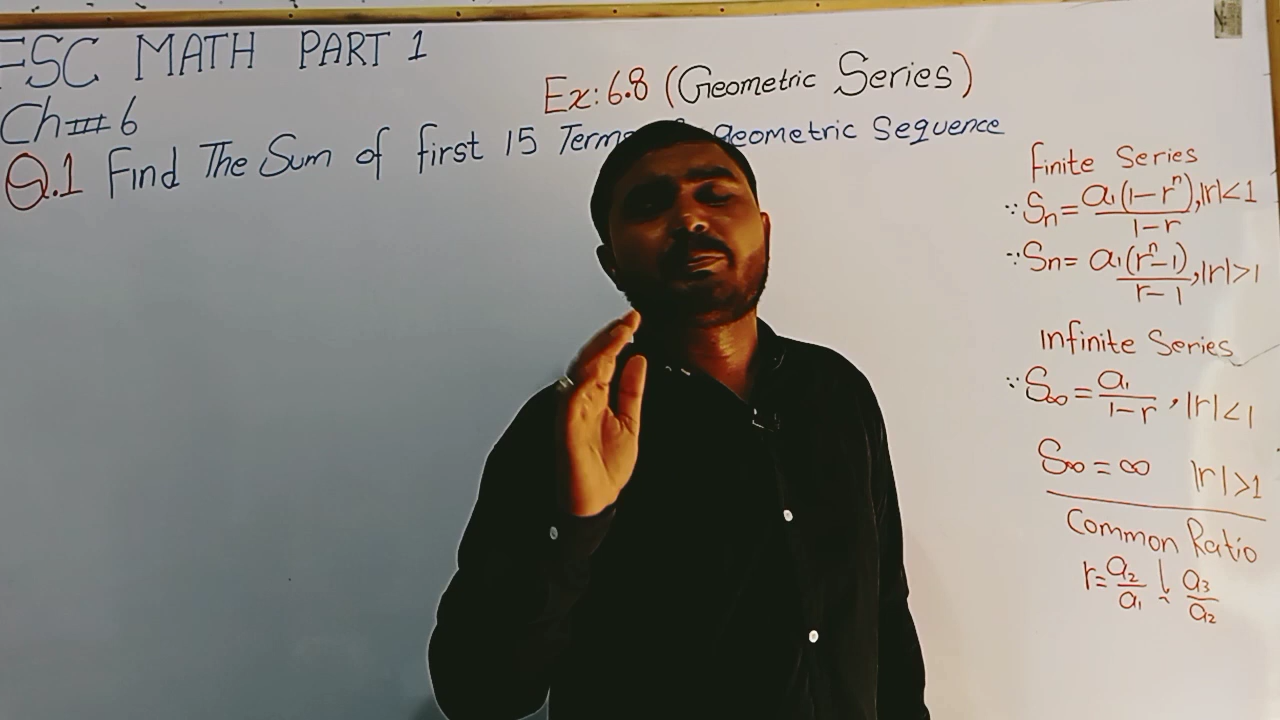 FSC MATH PART 1
Ch# 6
Ex: 6.8 (Geometric Series)
Q.1 Find The Sum of first 15 Terms geometric Sequence
finite Series
∵ Sn = a₁(1-rⁿ)/1-r, |r|<1
∵ Sn = a₁(rⁿ-1)/r-1, |r|>1
Infinite Series
∵ S∞ = a₁/1-r, |r|<1
S∞ = ∞ |r|>1
Common Ratio
r = a₂/a₁ a₃/a₂